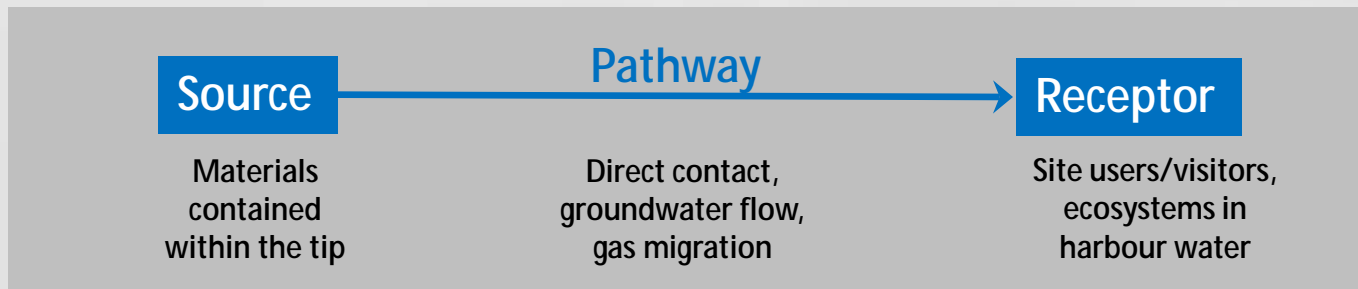 Source
Pathway
Receptor
Materials
contained
within the tip
Direct contact,
groundwater flow,
gas migration
Site users/visitors,
ecosystems in
harbour water